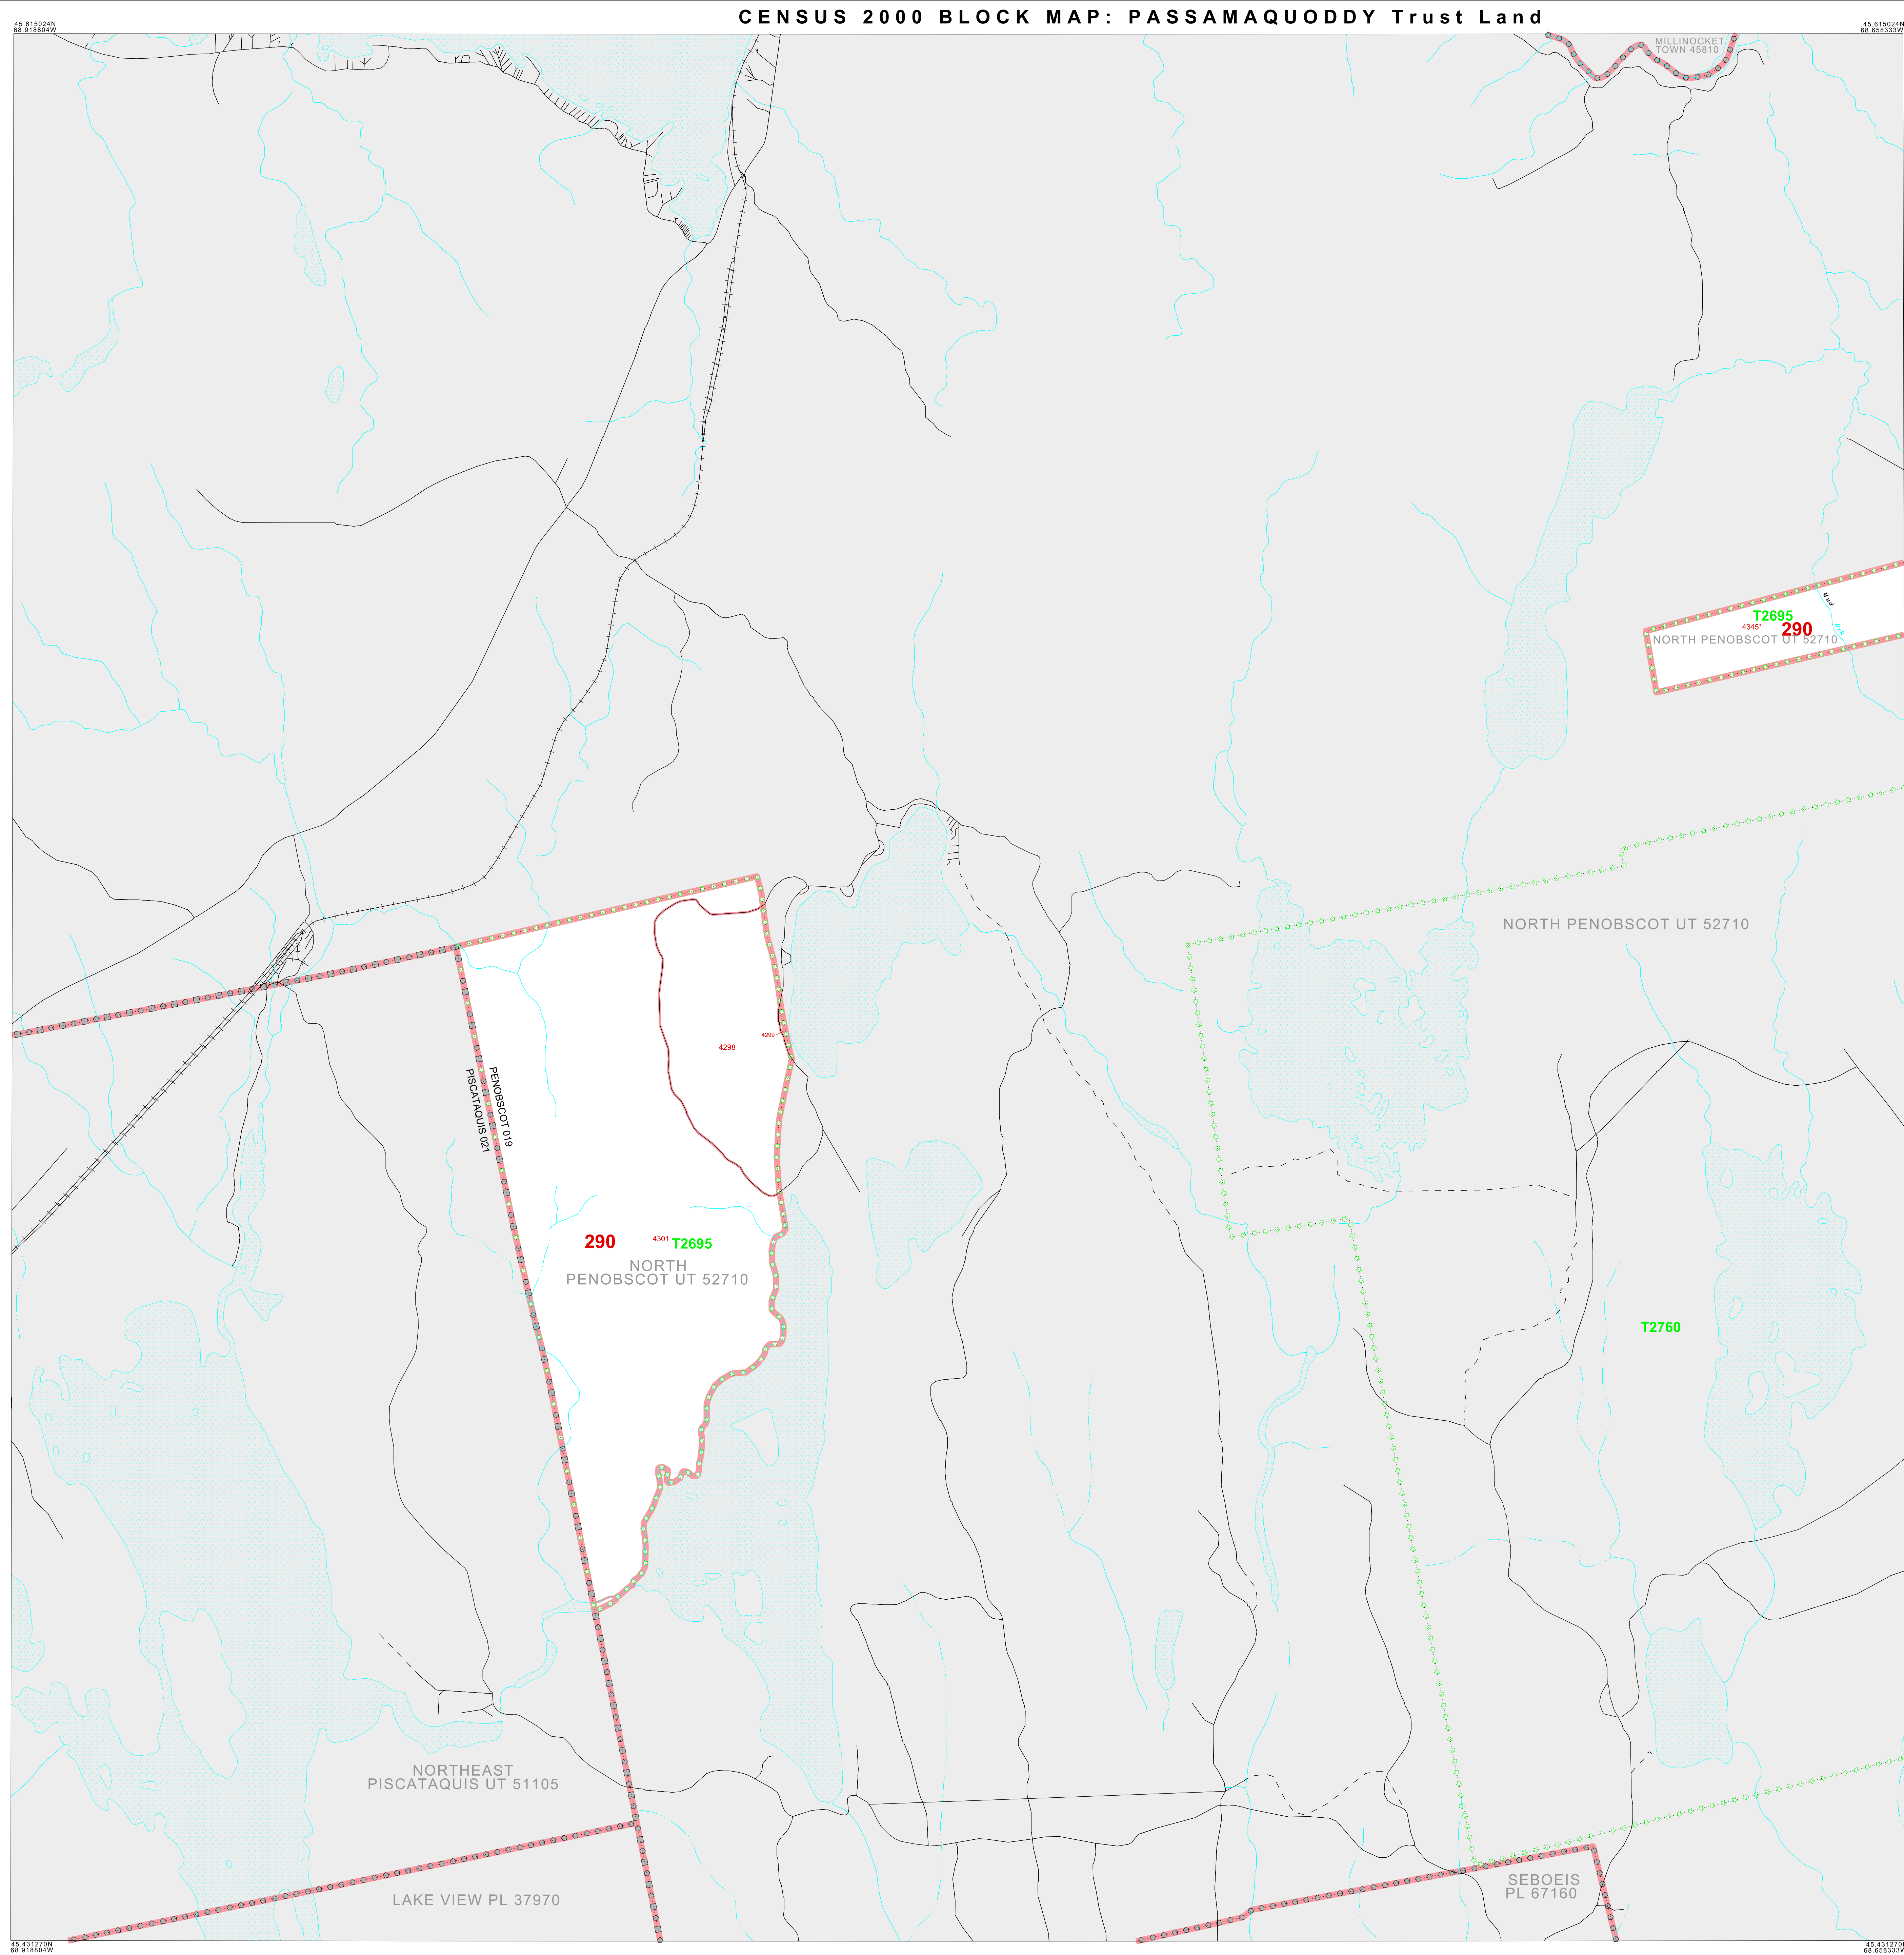 CENSUS 2000 BLOCK MAP: PASSAMAQUODDY Trust Land
45.615024N
68.918804W
45.615024N
68.658333W
MILLINOCKET
TOWN 45810
Mud
Brk
T2695
4345*
290
NORTH PENOBSCOT UT 52710
NORTH PENOBSCOT UT 52710
4299
4298
PENOBSCOT 019
PISCATAQUIS 021
290
4301
T2695
NORTH
PENOBSCOT UT 52710
T2760
NORTHEAST
PISCATAQUIS UT 51105
LAKE VIEW PL 37970
SEBOEIS
PL 67160
45.431270N
68.918804W
45.431270N
68.658333W